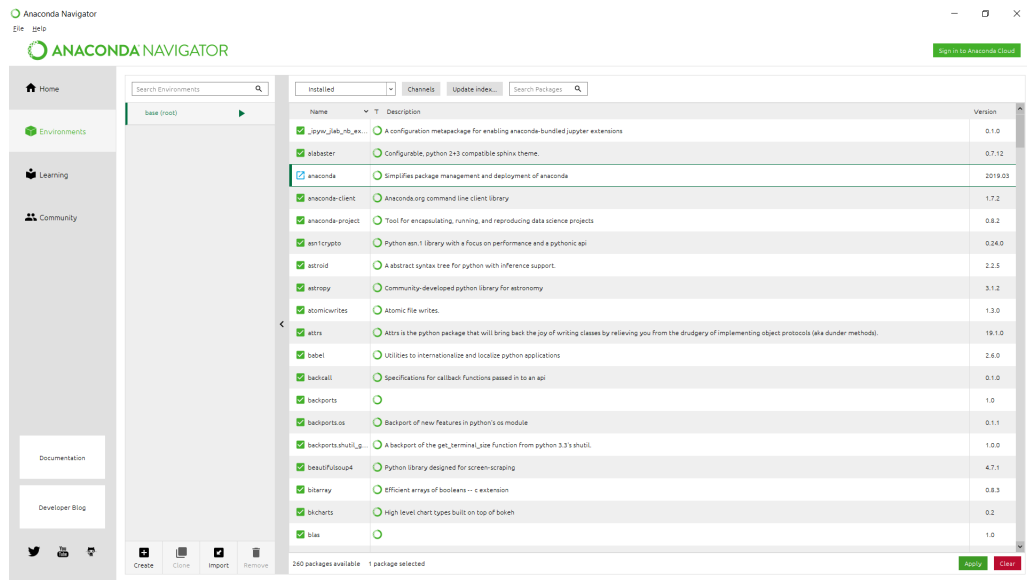 Anaconda Navigator
File Help
ANACONDA NAVIGATOR
Sign in to Anaconda Cloud
Home
Environments
Learning
Community
Documentation
Developer Blog
You Tube
Search Environments
base (root)
Create Clone Import Remove
Installed Channels Update index... Search Packages
Name T Description Version
_ipyw_jlab_nb_ex... A configuration metapackage for enabling anaconda-bundled jupyter extensions 0.1.0
alabaster Configurable, python 2+3 compatible sphinx theme. 0.7.12
anaconda Simplifies package management and deployment of anaconda 2019.03
anaconda-client Anaconda.org command line client library 1.7.2
anaconda-project Tool for encapsulating, running, and reproducing data science projects 0.8.2
asn1crypto Python asn.1 library with a focus on performance and a pythonic api 0.24.0
astroid A abstract syntax tree for python with inference support. 2.2.5
astropy Community-developed python library for astronomy 3.1.2
atomicwrites Atomic file writes. 1.3.0
attrs Attrs is the python package that will bring back the joy of writing classes by relieving you from the drudgery of implementing object protocols (aka dunder methods). 19.1.0
babel Utilities to internationalize and localize python applications 2.6.0
backcall Specifications for callback functions passed in to an api 0.1.0
backports 1.0
backports.os Backport of new features in python's os module 0.1.1
backports.shutil_g... A backport of the get_terminal_size function from python 3.3's shutil. 1.0.0
beautifulsoup4 Python library designed for screen-scraping 4.7.1
bitarray Efficient arrays of booleans -- c extension 0.8.3
bkcharts High level chart types built on top of bokeh 0.2
blas 1.0
260 packages available 1 package selected
Apply Clear